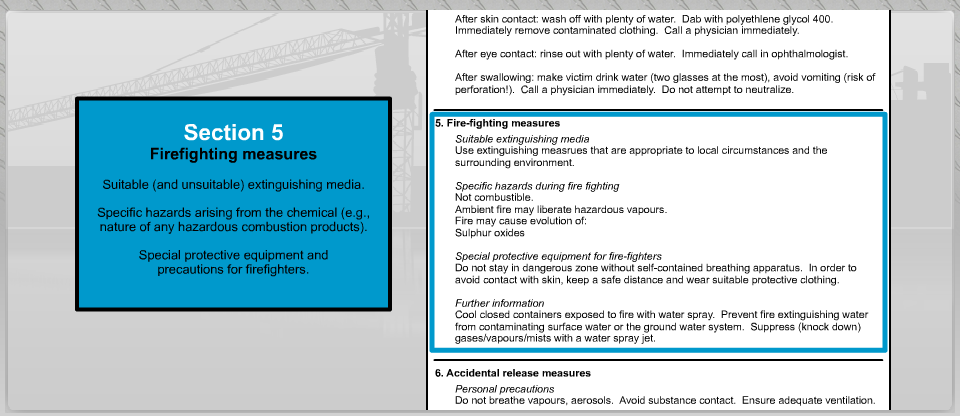 Section 5
Firefighting measures
Suitable (and unsuitable) extinguishing media.
Specific hazards arising from the chemical (e.g.,
nature of any hazardous combustion products).
Special protective equipment and
precautions for firefighters.
After skin contact: wash off with plenty of water.  Dab with polyethlene glycol 400.
Immediately remove contaminated clothing.  Call a physician immediately.
After eye contact: rinse out with plenty of water.  Immediately call in ophthalmologist.
After swallowing: make victim drink water (two glasses at the most), avoid vomiting (risk of
perforation!).  Call a physician immediately.  Do not attempt to neutralize.
5. Fire-fighting measures
Suitable extinguishing media
Use extinguishing measrues that are appropriate to local circumstances and the
surrounding environment.
Specific hazards during fire fighting
Not combustible.
Ambient fire may liberate hazardous vapours.
Fire may cause evolution of:
Sulphur oxides
Special protective equipment for fire-fighters
Do not stay in dangerous zone without self-contained breathing apparatus.  In order to
avoid contact with skin, keep a safe distance and wear suitable protective clothing.
Further information
Cool closed containers exposed to fire with water spray.  Prevent fire extinguishing water
from contaminating surface water or the ground water system.  Suppress (knock down)
gases/vapours/mists with a water spray jet.
6. Accidental release measures
Personal precautions
Do not breathe vapours, aerosols.  Avoid substance contact.  Ensure adequate ventilation.